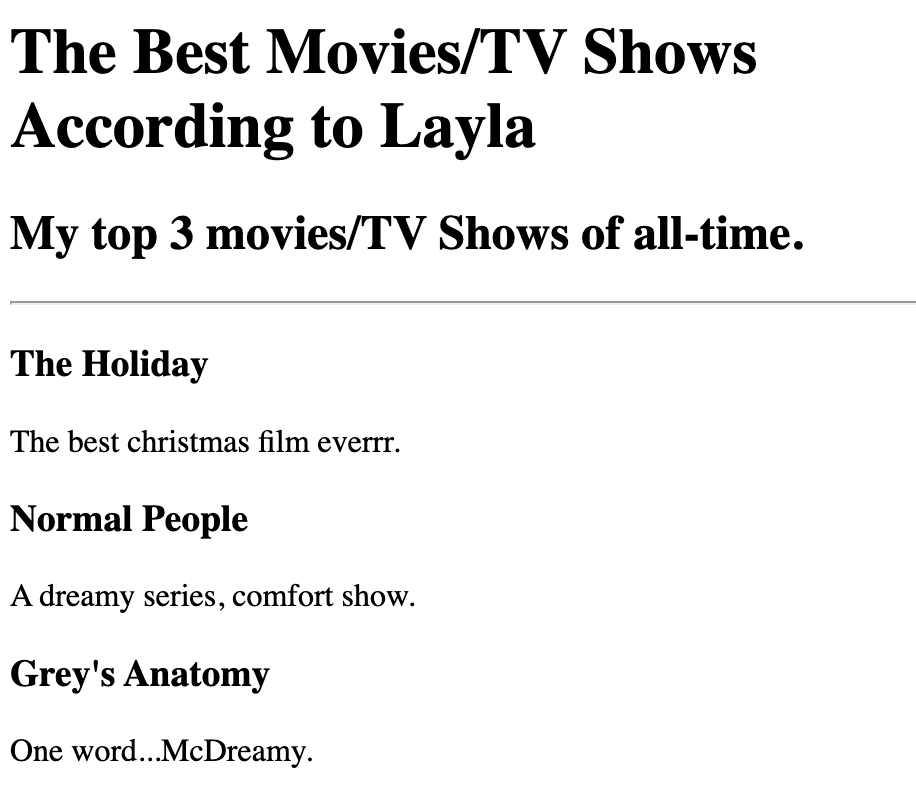 The Best Movies/TV Shows
According to Layla
My top 3 movies/TV Shows of all-time.
The Holiday
The best christmas film everrr.
Normal People
A dreamy series, comfort show.
Grey's Anatomy
One word...McDreamy.